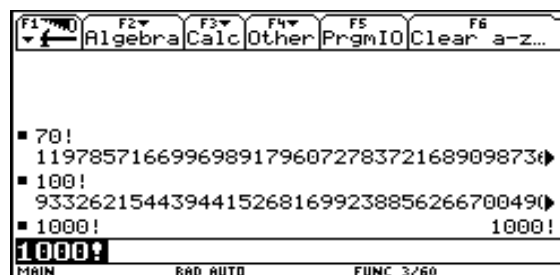 F1 F2 F3 F4 F5 F6
Algebra Calc Other PrgmIO Clear a-z…
▪ 70!
11978571669969891796072783721689098736▸
▪ 100!
93326215443944152681699238856266700490▸
▪ 1000! 1000!
1000!
MAIN RAD AUTO FUNC 3/60